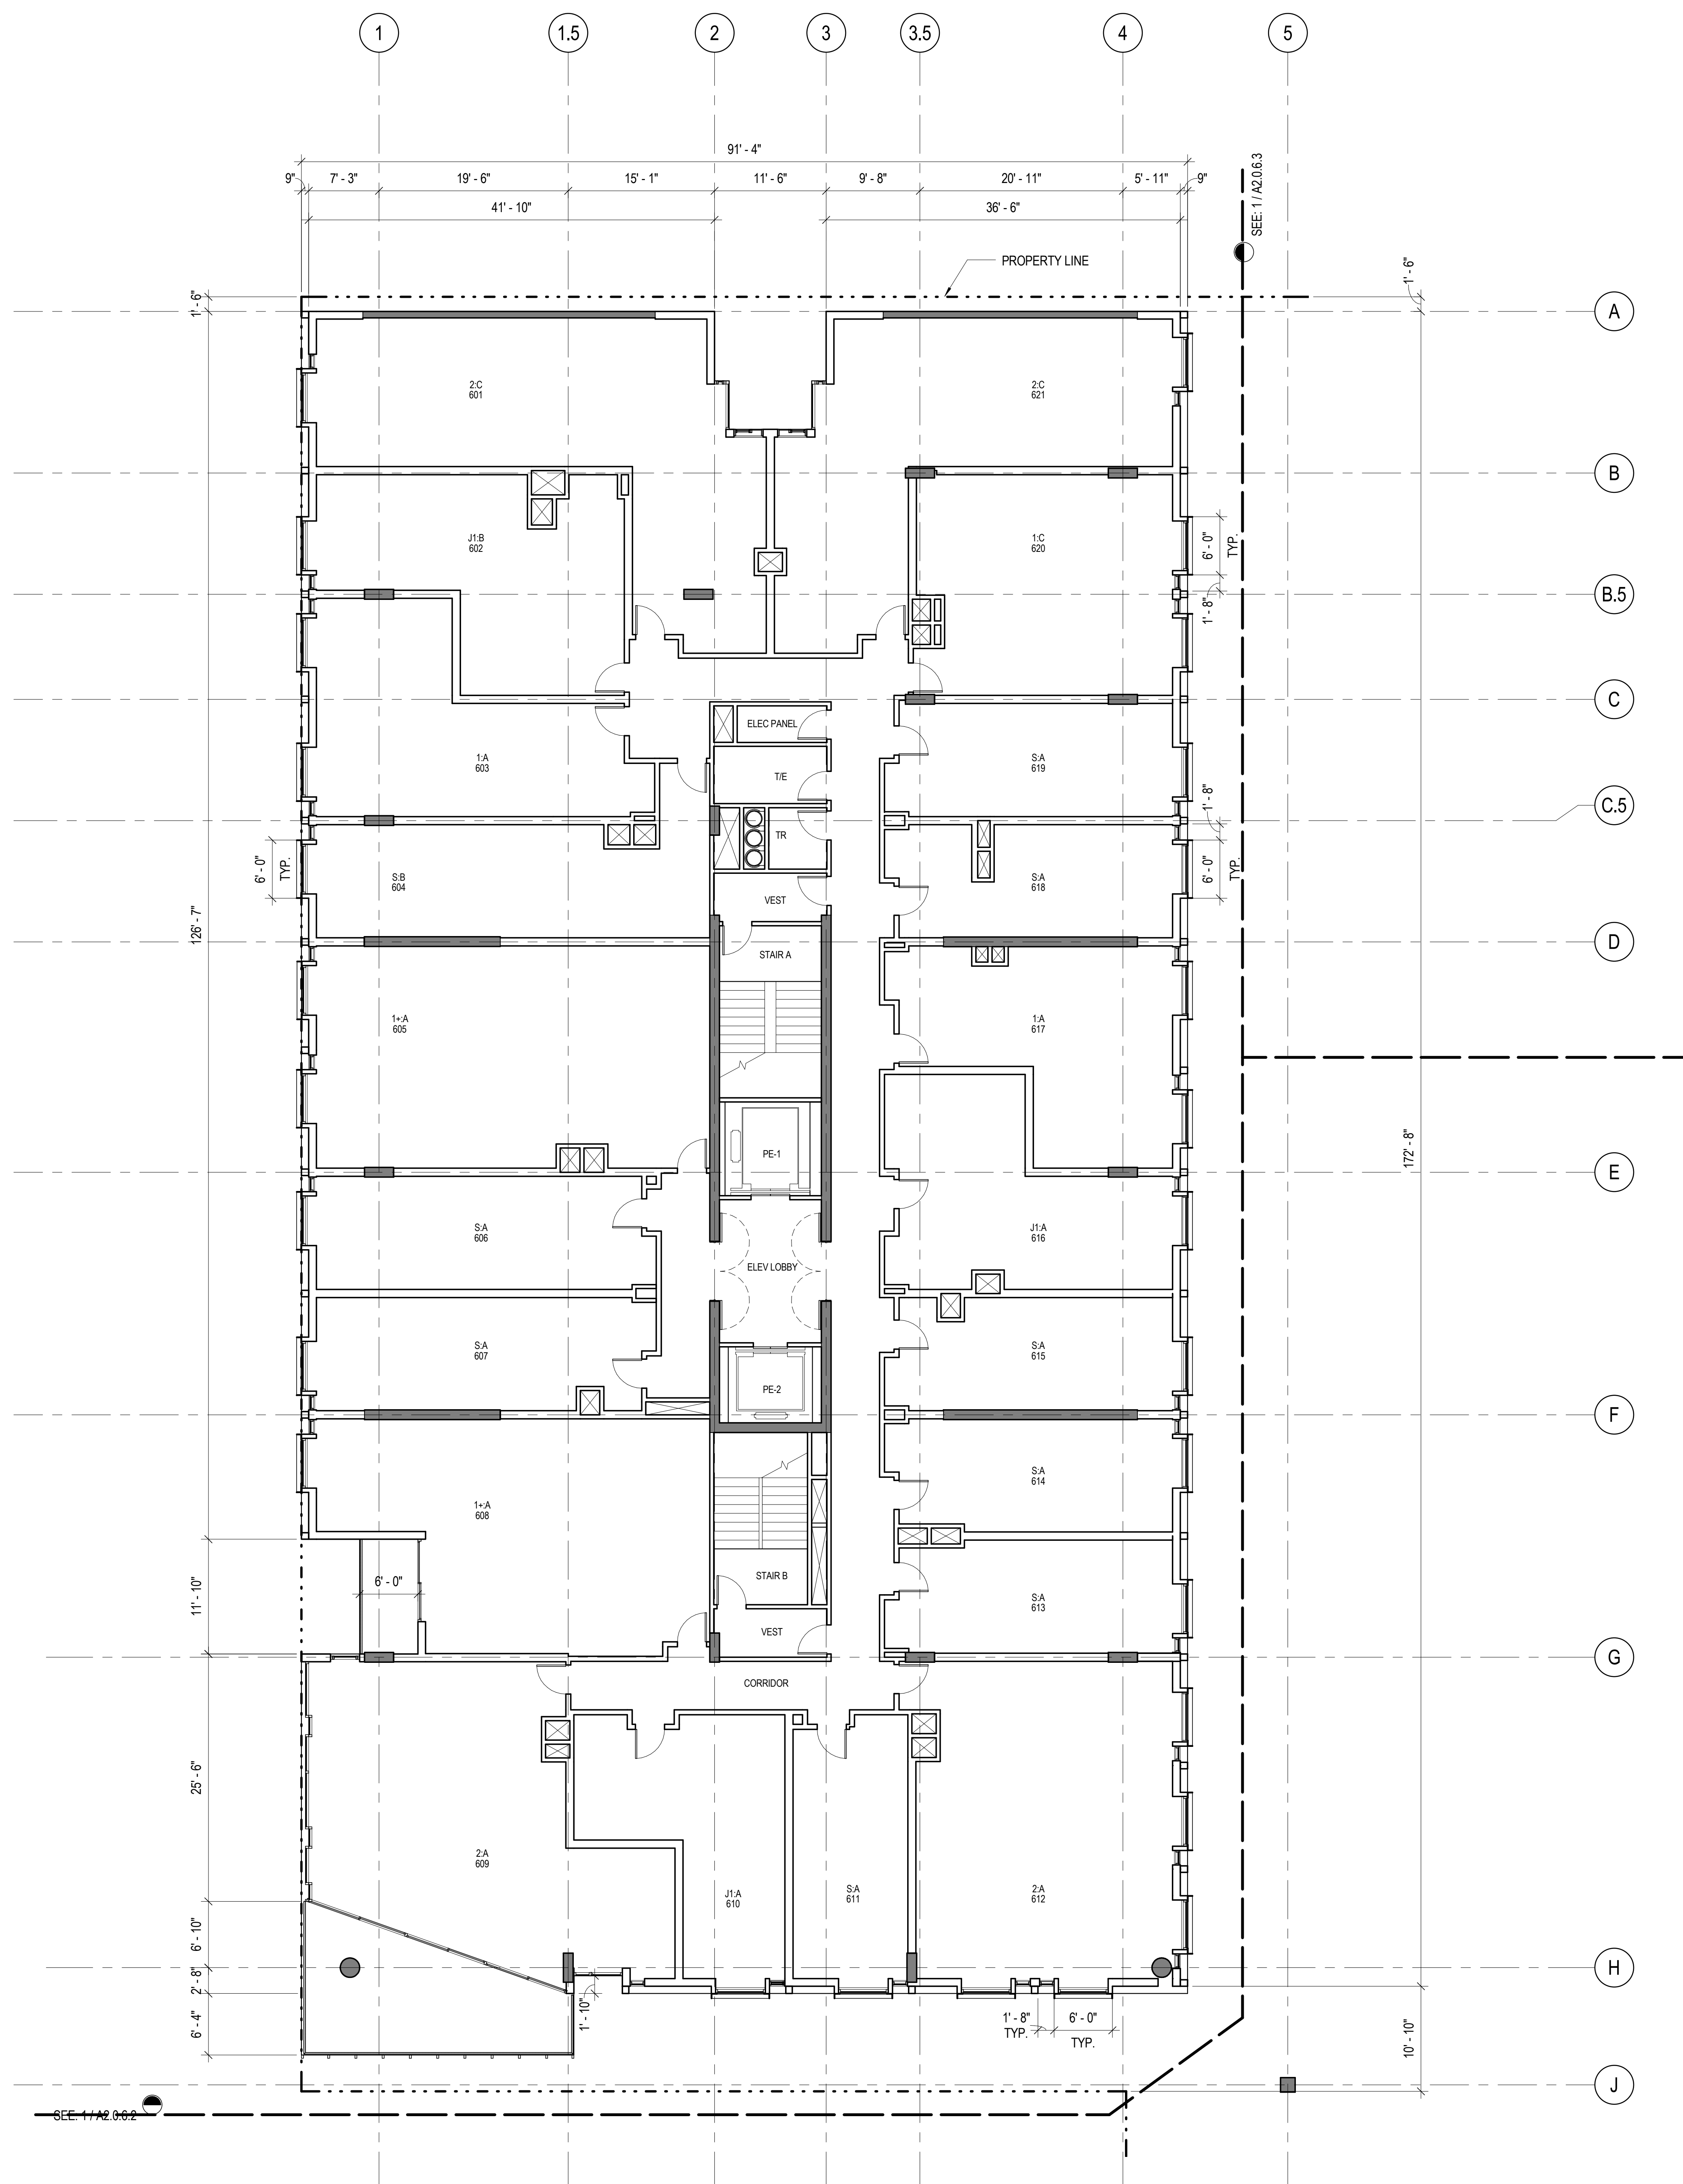 1
1.5
2
3
3.5
4
5
91' - 4"
9"
7' - 3"
19' - 6"
15' - 1"
11' - 6"
9' - 8"
20' - 11"
5' - 11"
9"
41' - 10"
36' - 6"
SEE: 1 / A2.0.6.3
PROPERTY LINE
1' - 6"
1' - 6"
A
2:C
601
2:C
621
B
J1:B
602
1:C
620
6' - 0"
TYP.
1' - 8"
B.5
C
ELEC PANEL
1:A
603
T/E
S:A
619
1' - 8"
C.5
TR
6' - 0"
TYP.
S:B
604
VEST
S:A
618
6' - 0"
TYP.
126' - 7"
D
STAIR A
1+:A
605
1:A
617
172' - 8"
PE-1
E
S:A
606
J1:A
616
ELEV LOBBY
S:A
607
S:A
615
PE-2
F
S:A
614
1+:A
608
6' - 0"
STAIR B
11' - 10"
S:A
613
VEST
G
CORRIDOR
25' - 6"
2:A
609
J1:A
610
S:A
611
2:A
612
6' - 10"
H
2' - 8"
1' - 10"
6' - 4"
1' - 8"
TYP.
6' - 0"
TYP.
10' - 10"
J
SEE: 1 / A2.0.6.2